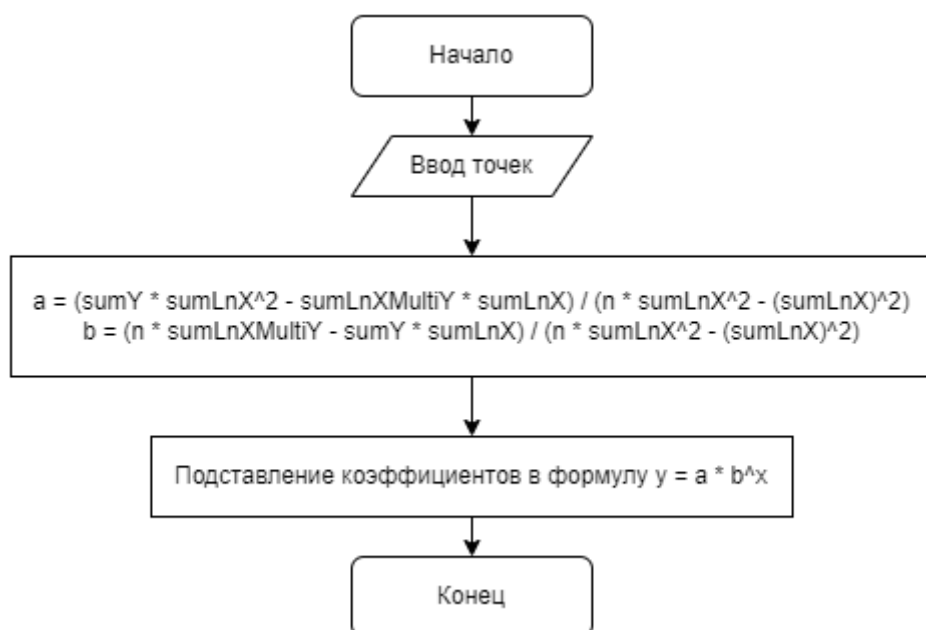 Начало
Ввод точек
a = (sumY * sumLnX^2 - sumLnXMultiY * sumLnX) / (n * sumLnX^2 - (sumLnX)^2)
b = (n * sumLnXMultiY - sumY * sumLnX) / (n * sumLnX^2 - (sumLnX)^2)
Подставление коэффициентов в формулу y = a * b^x
Конец